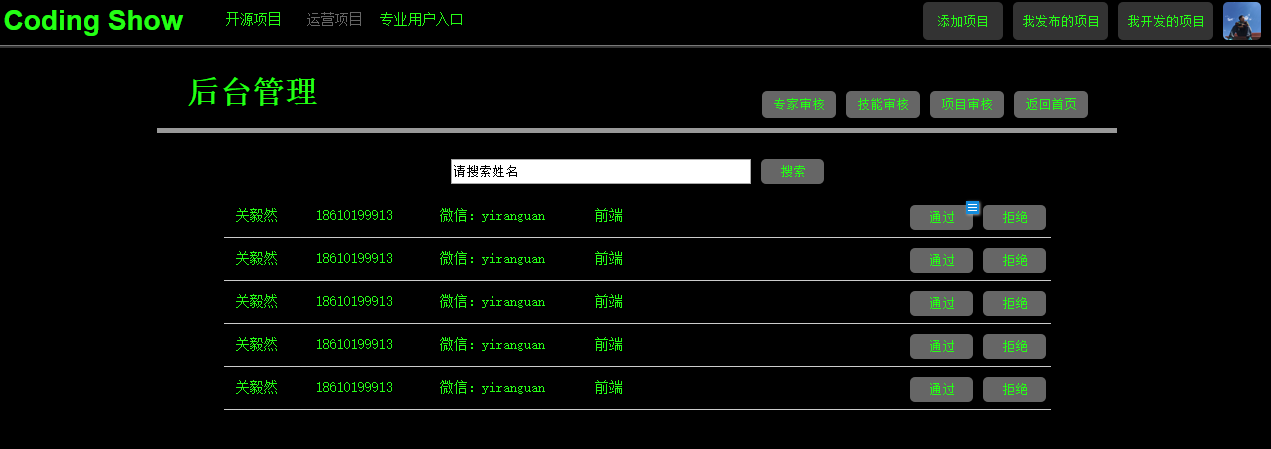 Coding Show 开源项目 运营项目 专业用户入口 添加项目 我发布的项目 我开发的项目
后台管理
专家审核 技能审核 项目审核 返回首页
请搜索姓名 搜索
关毅然 18610199913 微信：yiranguan 前端 通过 拒绝
关毅然 18610199913 微信：yiranguan 前端 通过 拒绝
关毅然 18610199913 微信：yiranguan 前端 通过 拒绝
关毅然 18610199913 微信：yiranguan 前端 通过 拒绝
关毅然 18610199913 微信：yiranguan 前端 通过 拒绝